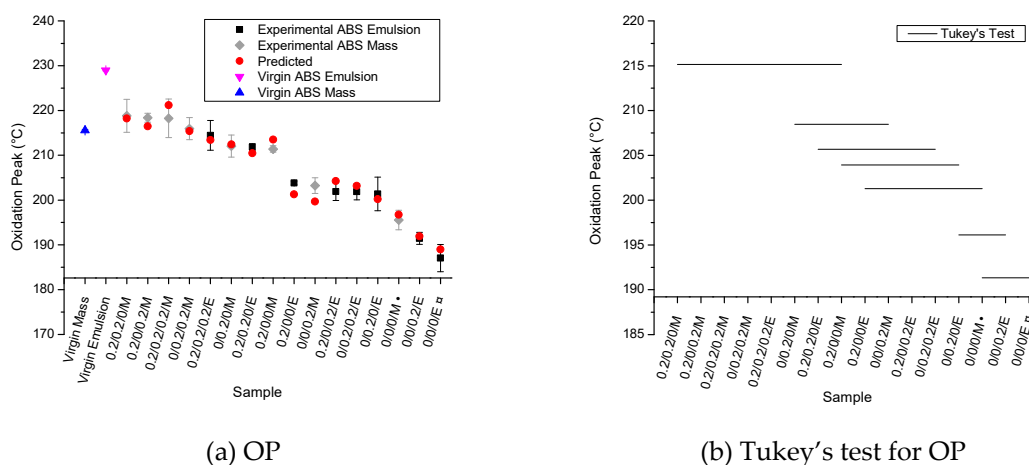 240
230
220
210
200
190
180
170
Oxidation Peak (°C)
Experimental ABS Emulsion
Experimental ABS Mass
Predicted
Virgin ABS Emulsion
Virgin ABS Mass
Virgin Mass
Virgin Emulsion
0.2/0.2/0/M
0.2/0/0.2/M
0.2/0.2/0.2/M
0/0.2/0.2/M
0.2/0.2/0.2/E
0/0.2/0/M
0.2/0.2/0/E
0.2/0/0/M
0.2/0/0/E
0/0/0.2/M
0.2/0/0.2/E
0/0.2/0.2/E
0/0.2/0/E
0/0/0/M •
0/0/0.2/E
0/0/0/E ¤
Sample
(a) OP
215
210
205
200
195
190
185
Oxidation Peak (°C)
Tukey's Test
0.2/0.2/0/M
0.2/0/0.2/M
0.2/0.2/0.2/M
0/0.2/0.2/M
0.2/0.2/0.2/E
0/0.2/0/M
0.2/0.2/0/E
0.2/0/0/M
0.2/0/0/E
0/0/0.2/M
0.2/0/0.2/E
0/0.2/0.2/E
0/0.2/0/E
0/0/0/M •
0/0/0.2/E
0/0/0/E ¤
Sample
(b) Tukey’s test for OP